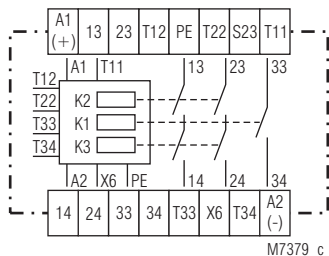 A1 (+) 13 23 T12 PE T22 S23 T11
A1 T11 13 23 33
T12
T22 K2
T33 K1
T34 K3
A2 X6 PE 14 24 34
14 24 33 34 T33 X6 T34 A2 (-)
M7379 c